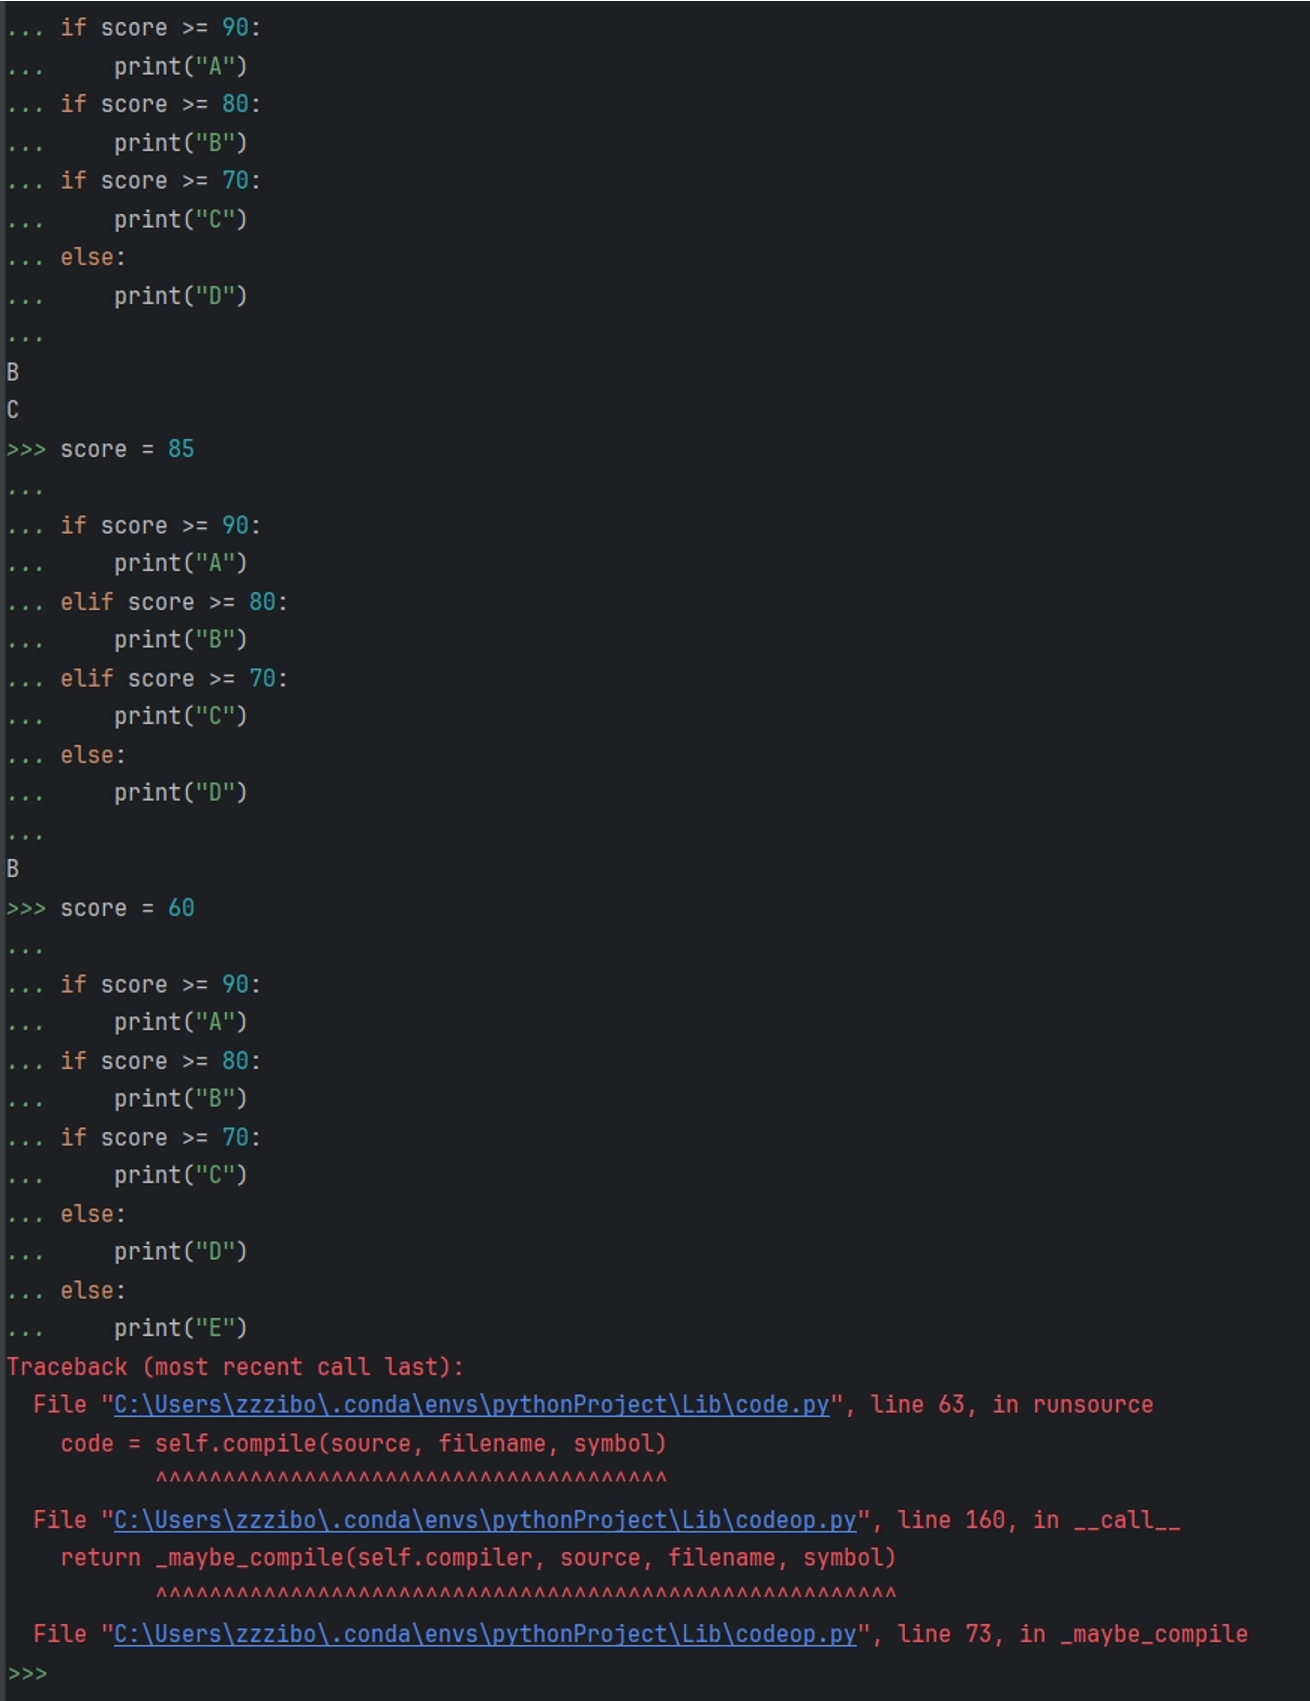 ... if score >= 90:
...     print("A")
... if score >= 80:
...     print("B")
... if score >= 70:
...     print("C")
... else:
...     print("D")
...
B
C
>>> score = 85
...
... if score >= 90:
...     print("A")
... elif score >= 80:
...     print("B")
... elif score >= 70:
...     print("C")
... else:
...     print("D")
...
B
>>> score = 60
...
... if score >= 90:
...     print("A")
... if score >= 80:
...     print("B")
... if score >= 70:
...     print("C")
... else:
...     print("D")
... else:
...     print("E")
Traceback (most recent call last):
  File "C:\Users\zzzibo\.conda\envs\pythonProject\Lib\code.py", line 63, in runsource
    code = self.compile(source, filename, symbol)
           ^^^^^^^^^^^^^^^^^^^^^^^^^^^^^^^^^^^^^^
  File "C:\Users\zzzibo\.conda\envs\pythonProject\Lib\codeop.py", line 160, in __call__
    return _maybe_compile(self.compiler, source, filename, symbol)
           ^^^^^^^^^^^^^^^^^^^^^^^^^^^^^^^^^^^^^^^^^^^^^^^^^^^^^^^
  File "C:\Users\zzzibo\.conda\envs\pythonProject\Lib\codeop.py", line 73, in _maybe_compile
>>>